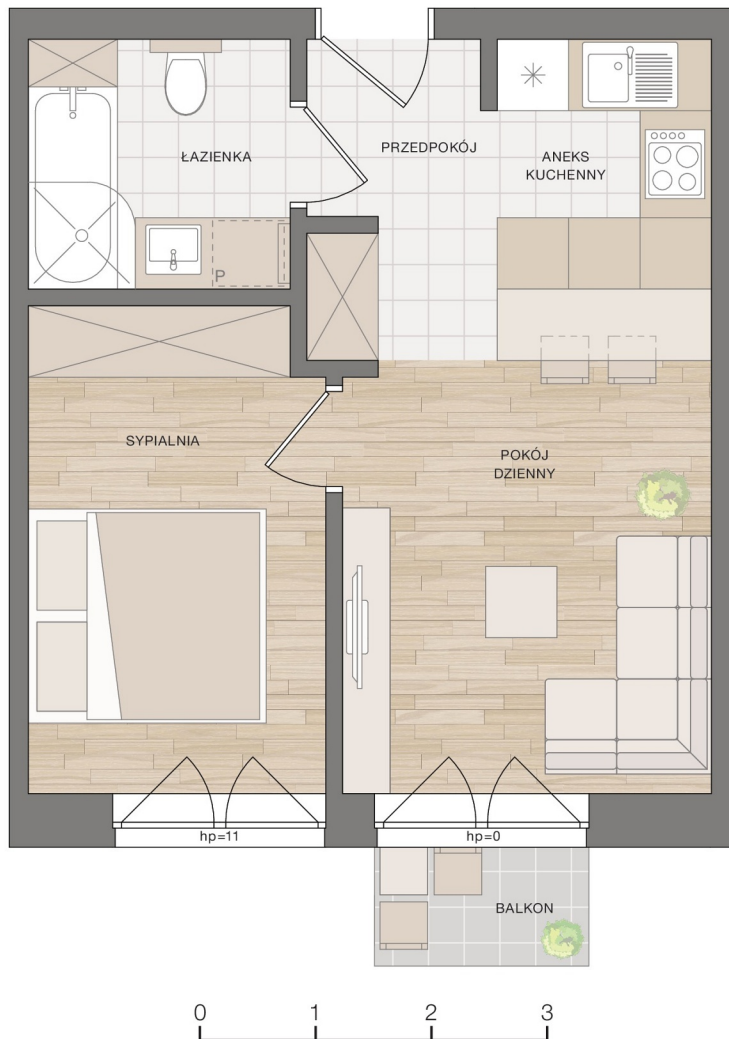 ŁAZIENKA
PRZEDPOKÓJ
ANEKS
KUCHENNY
P
SYPIALNIA
POKÓJ
DZIENNY
hp=11
hp=0
BALKON
0 1 2 3